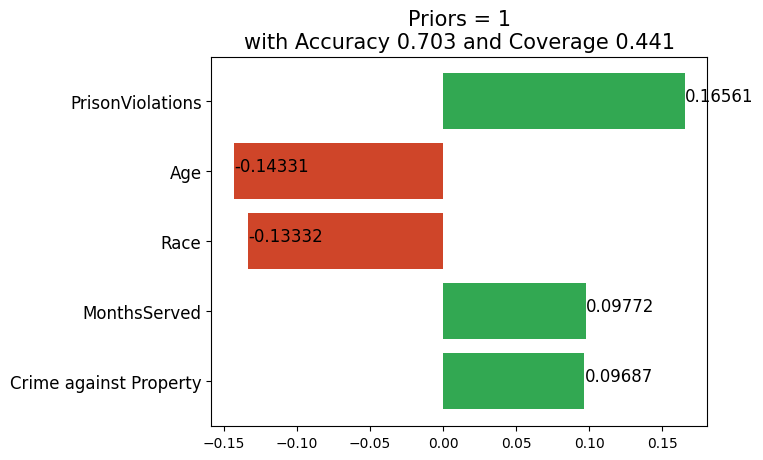 Priors = 1
with Accuracy 0.703 and Coverage 0.441
PrisonViolations
0.16561
Age
-0.14331
Race
-0.13332
MonthsServed
0.09772
Crime against Property
0.09687
−0.15 −0.10 −0.05 0.00 0.05 0.10 0.15